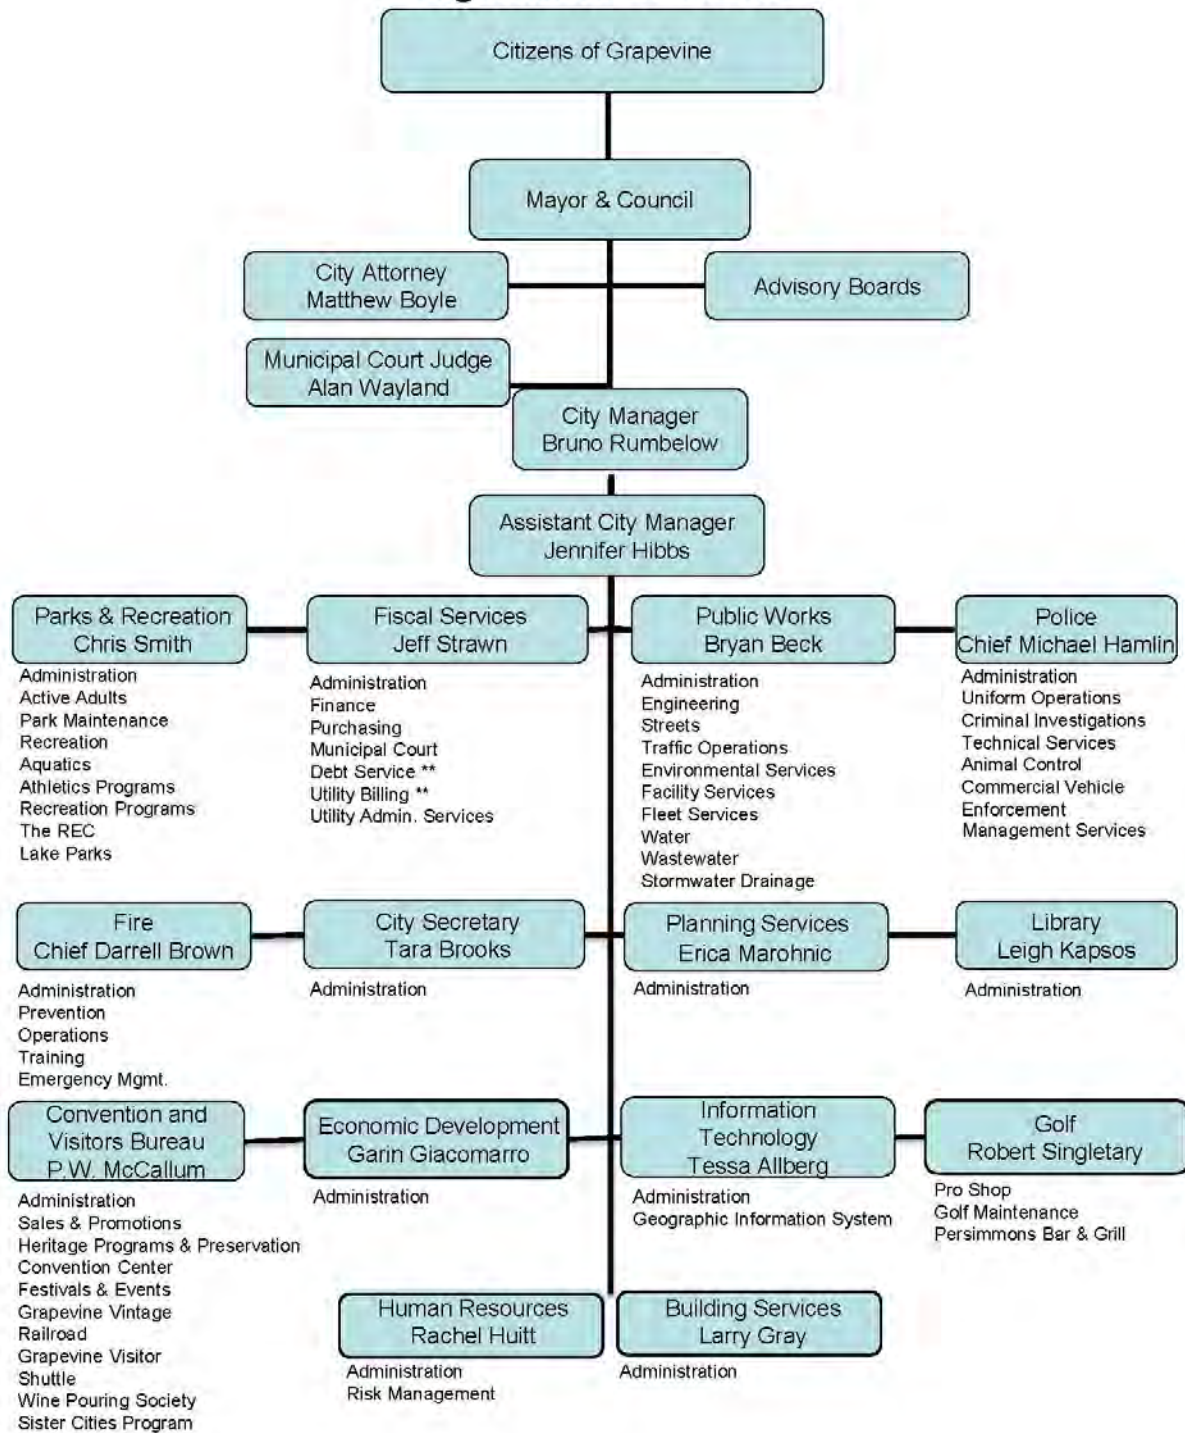 Citizens of Grapevine
Mayor & Council
City Attorney
Matthew Boyle
Advisory Boards
Municipal Court Judge
Alan Wayland
City Manager
Bruno Rumbelow
Assistant City Manager
Jennifer Hibbs
Parks & Recreation
Chris Smith
Administration
Active Adults
Park Maintenance
Recreation
Aquatics
Athletics Programs
Recreation Programs
The REC
Lake Parks
Fiscal Services
Jeff Strawn
Administration
Finance
Purchasing
Municipal Court
Debt Service **
Utility Billing **
Utility Admin. Services
Public Works
Bryan Beck
Administration
Engineering
Streets
Traffic Operations
Environmental Services
Facility Services
Fleet Services
Water
Wastewater
Stormwater Drainage
Police
Chief Michael Hamlin
Administration
Uniform Operations
Criminal Investigations
Technical Services
Animal Control
Commercial Vehicle
Enforcement
Management Services
Fire
Chief Darrell Brown
Administration
Prevention
Operations
Training
Emergency Mgmt.
City Secretary
Tara Brooks
Administration
Planning Services
Erica Marohnic
Administration
Library
Leigh Kapsos
Administration
Convention and
Visitors Bureau
P.W. McCallum
Administration
Sales & Promotions
Heritage Programs & Preservation
Convention Center
Festivals & Events
Grapevine Vintage
Railroad
Grapevine Visitor
Shuttle
Wine Pouring Society
Sister Cities Program
Economic Development
Garin Giacomarro
Administration
Information
Technology
Tessa Allberg
Administration
Geographic Information System
Golf
Robert Singletary
Pro Shop
Golf Maintenance
Persimmons Bar & Grill
Human Resources
Rachel Huitt
Administration
Risk Management
Building Services
Larry Gray
Administration